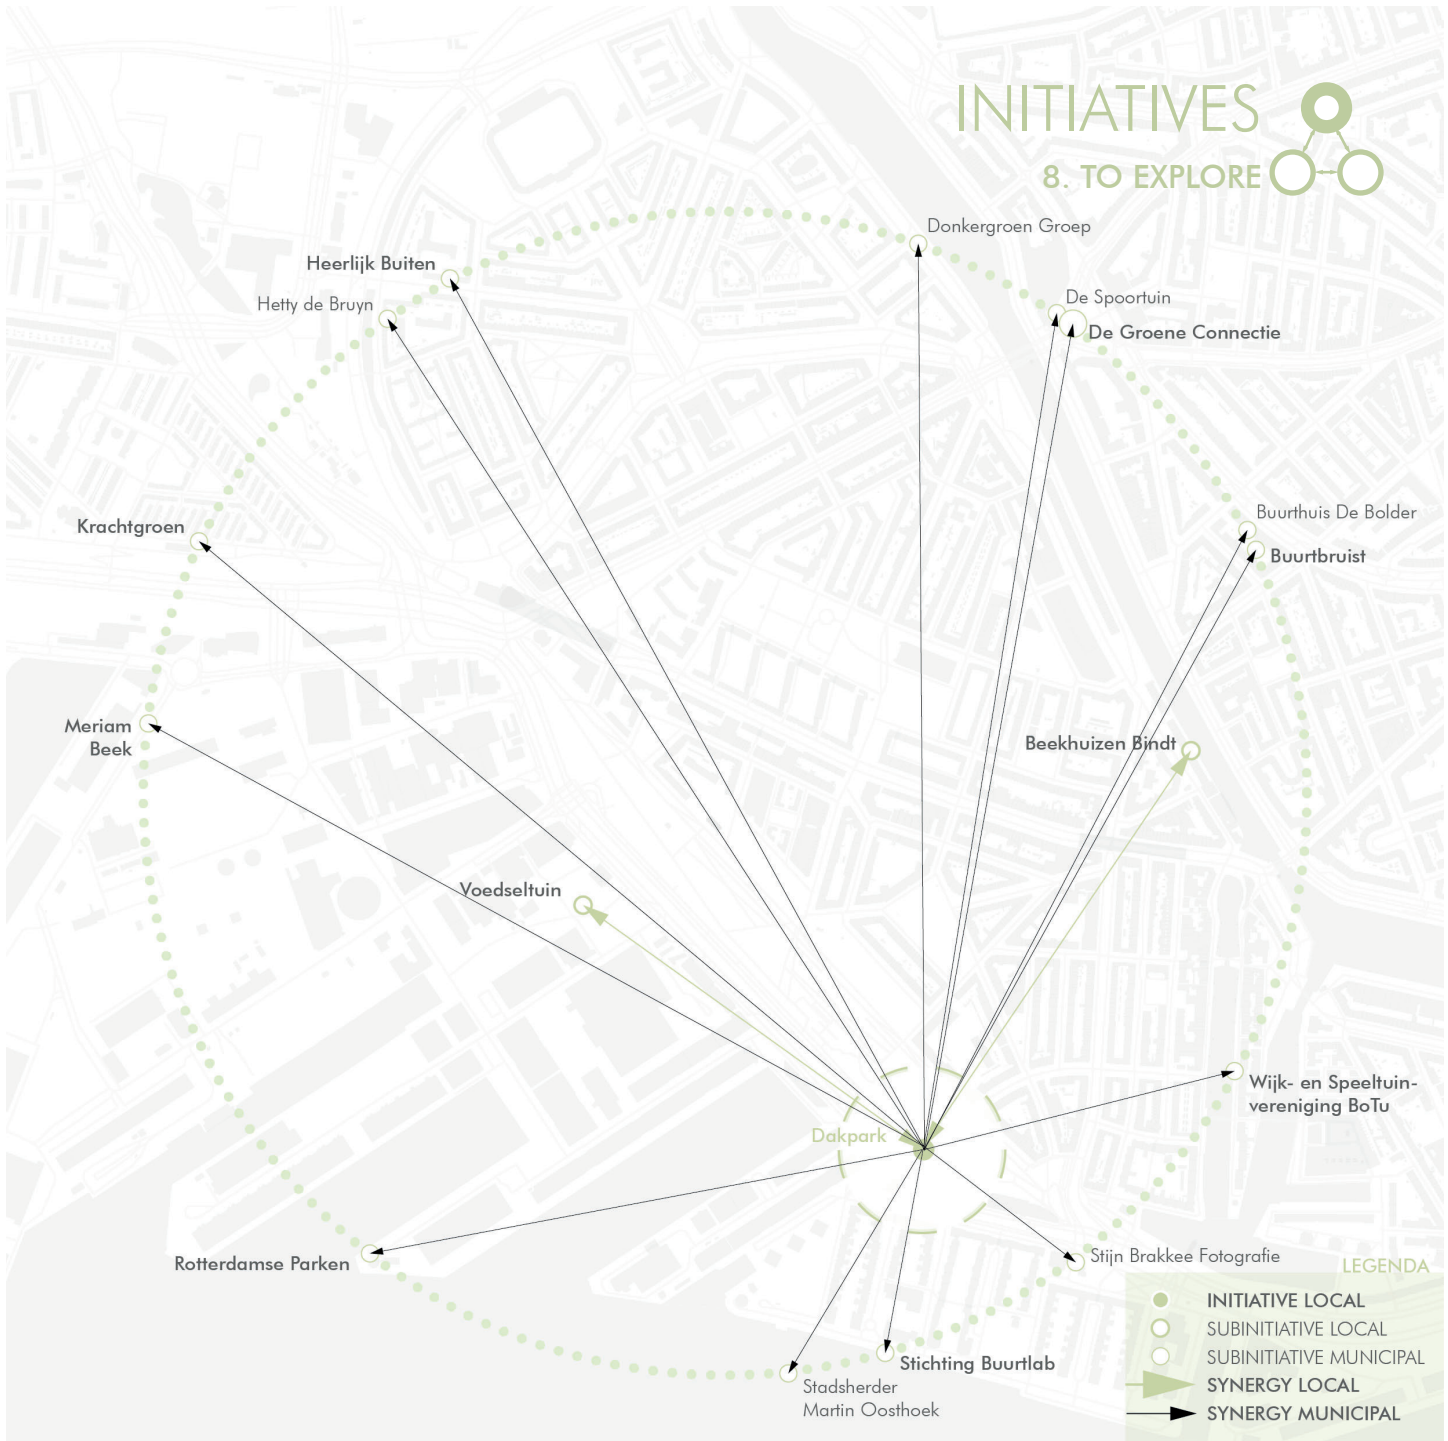 INITIATIVES
8. TO EXPLORE
Donkergroen Groep
Heerlijk Buiten
Hetty de Bruyn
De Spoortuin
De Groene Connectie
Krachtgroen
Buurthuis De Bolder
Buurtbruist
Meriam
Beek
Beekhuizen Bindt
Voedseltuin
Wijk- en Speeltuin-
vereniging BoTu
Dakpark
Rotterdamse Parken
Stijn Brakkee Fotografie
Stichting Buurtlab
Stadsherder
Martin Oosthoek
LEGENDA
INITIATIVE LOCAL
SUBINITIATIVE LOCAL
SUBINITIATIVE MUNICIPAL
SYNERGY LOCAL
SYNERGY MUNICIPAL